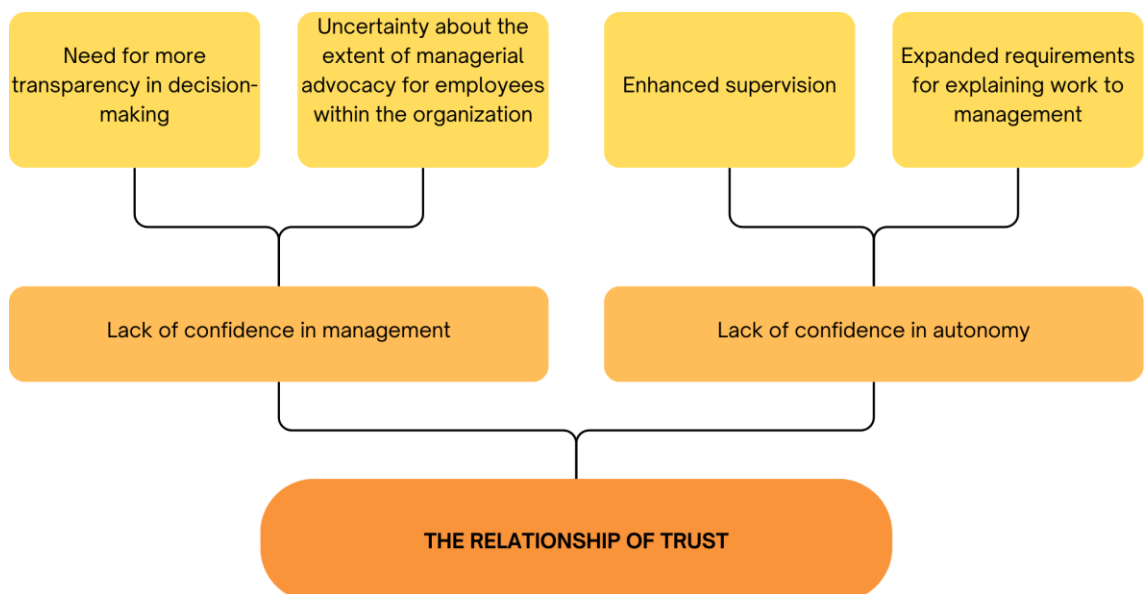 Need for more
transparency in decision-
making
Uncertainty about the
extent of managerial
advocacy for employees
within the organization
Enhanced supervision
Expanded requirements
for explaining work to
management
Lack of confidence in management
Lack of confidence in autonomy
THE RELATIONSHIP OF TRUST